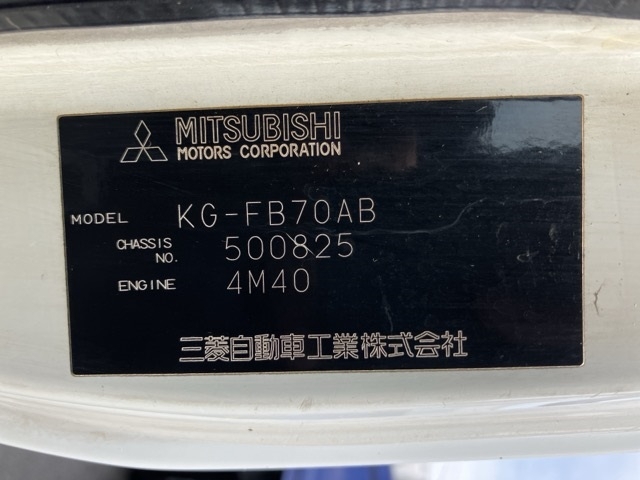 MITSUBISHI
MOTORS CORPORATION
MODEL KG-FB70AB
CHASSIS NO. 500825
ENGINE 4M40
三菱自動車工業株式会社